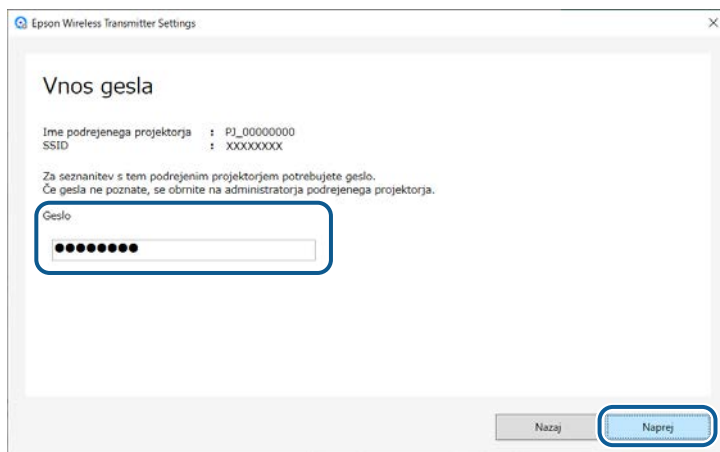 Epson Wireless Transmitter Settings
Vnos gesla
Ime podrejenega projektorja : PJ_00000000
SSID : XXXXXXXX
Za seznanitev s tem podrejenim projektorjem potrebujete geslo.
Če gesla ne poznate, se obrnite na administratorja podrejenega projektorja.
Geslo
●●●●●●●●
Nazaj Naprej